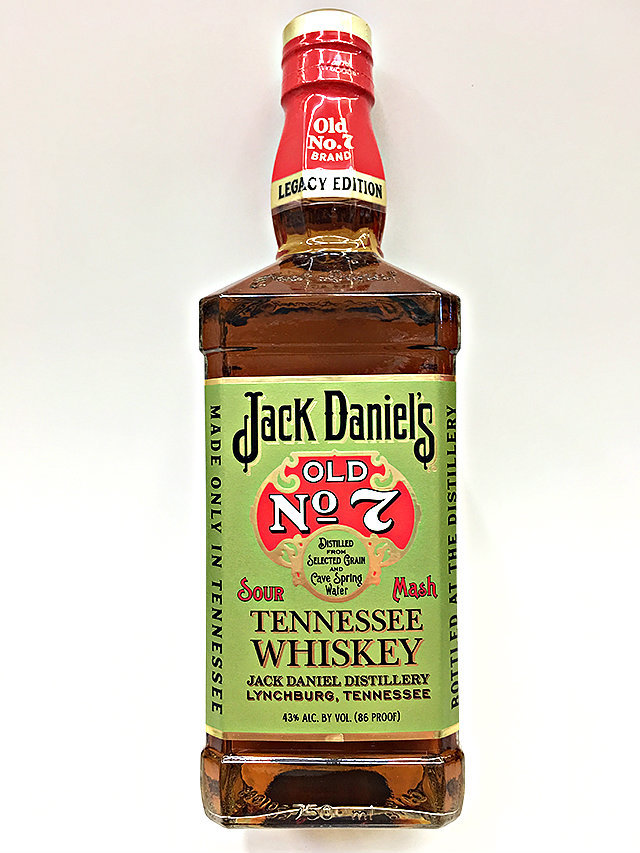 Old
No.7
BRAND
LEGACY EDITION
Jack Daniel's
OLD
No 7
DISTILLED
FROM
SELECTED GRAIN
AND
Cave Spring
Water
SOUR Mash
TENNESSEE
WHISKEY
JACK DANIEL DISTILLERY
LYNCHBURG, TENNESSEE
43% ALC. BY VOL. (86 PROOF)
MADE ONLY IN TENNESSEE
BOTTLED AT THE DISTILLERY
750 ml